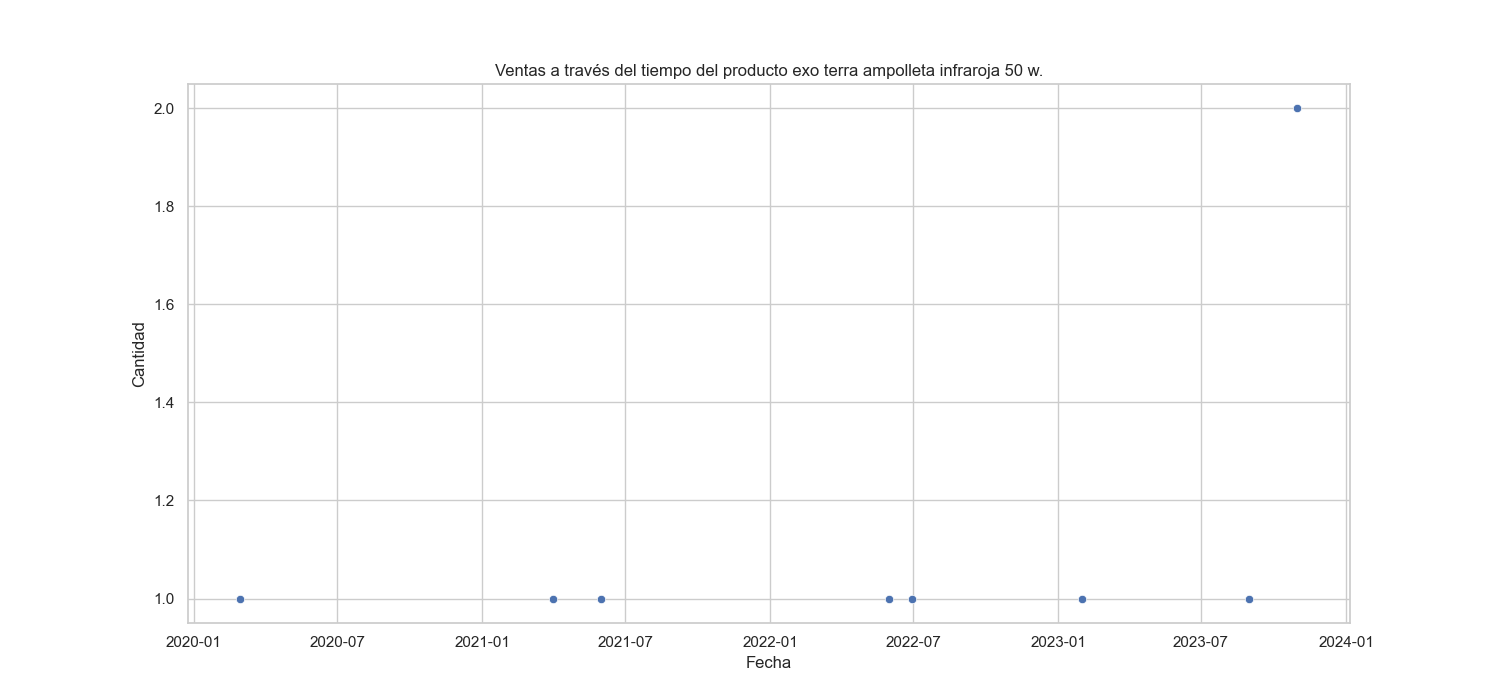 Ventas a través del tiempo del producto exo terra ampolleta infraroja 50 w.
2.0
1.8
1.6
1.4
1.2
1.0
Cantidad
2020-01 2020-07 2021-01 2021-07 2022-01 2022-07 2023-01 2023-07 2024-01
Fecha